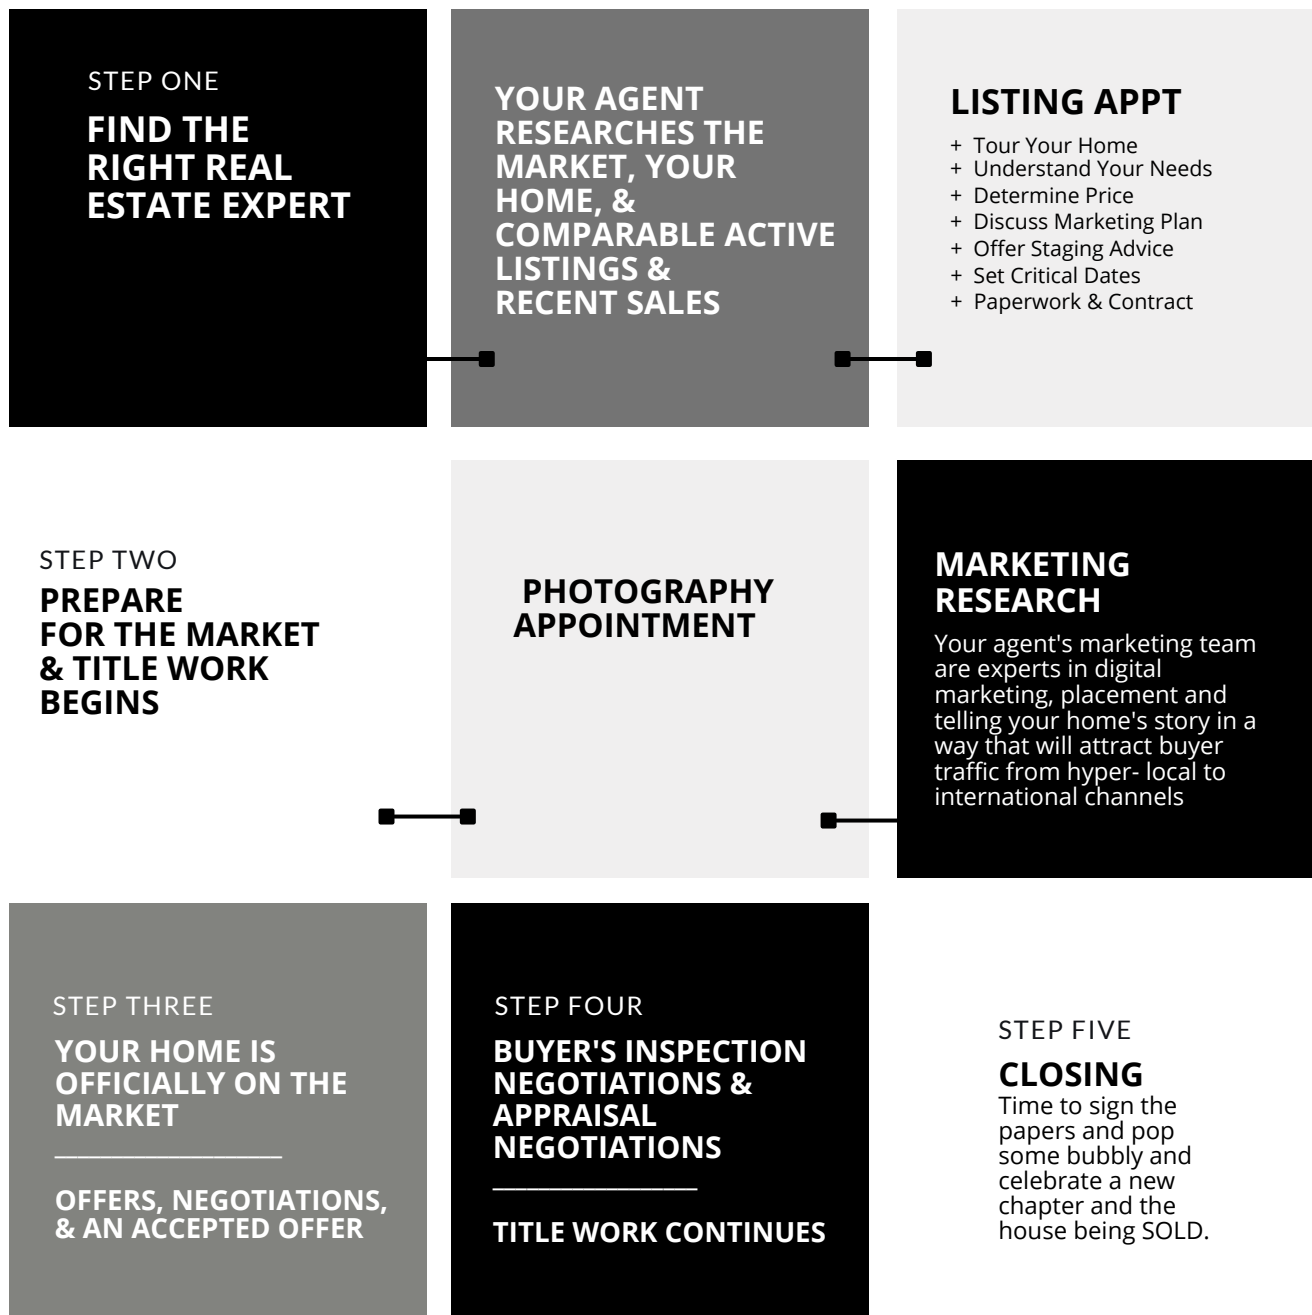 STEP ONE
FIND THE
RIGHT REAL
ESTATE EXPERT
YOUR AGENT
RESEARCHES THE
MARKET, YOUR
HOME, &
COMPARABLE ACTIVE
LISTINGS &
RECENT SALES
LISTING APPT
+ Tour Your Home
+ Understand Your Needs
+ Determine Price
+ Discuss Marketing Plan
+ Offer Staging Advice
+ Set Critical Dates
+ Paperwork & Contract
STEP TWO
PREPARE
FOR THE MARKET
& TITLE WORK
BEGINS
PHOTOGRAPHY
APPOINTMENT
MARKETING
RESEARCH
Your agent's marketing team
are experts in digital
marketing, placement and
telling your home's story in a
way that will attract buyer
traffic from hyper- local to
international channels
STEP THREE
YOUR HOME IS
OFFICIALLY ON THE
MARKET
OFFERS, NEGOTIATIONS,
& AN ACCEPTED OFFER
STEP FOUR
BUYER'S INSPECTION
NEGOTIATIONS &
APPRAISAL
NEGOTIATIONS
TITLE WORK CONTINUES
STEP FIVE
CLOSING
Time to sign the
papers and pop
some bubbly and
celebrate a new
chapter and the
house being SOLD.